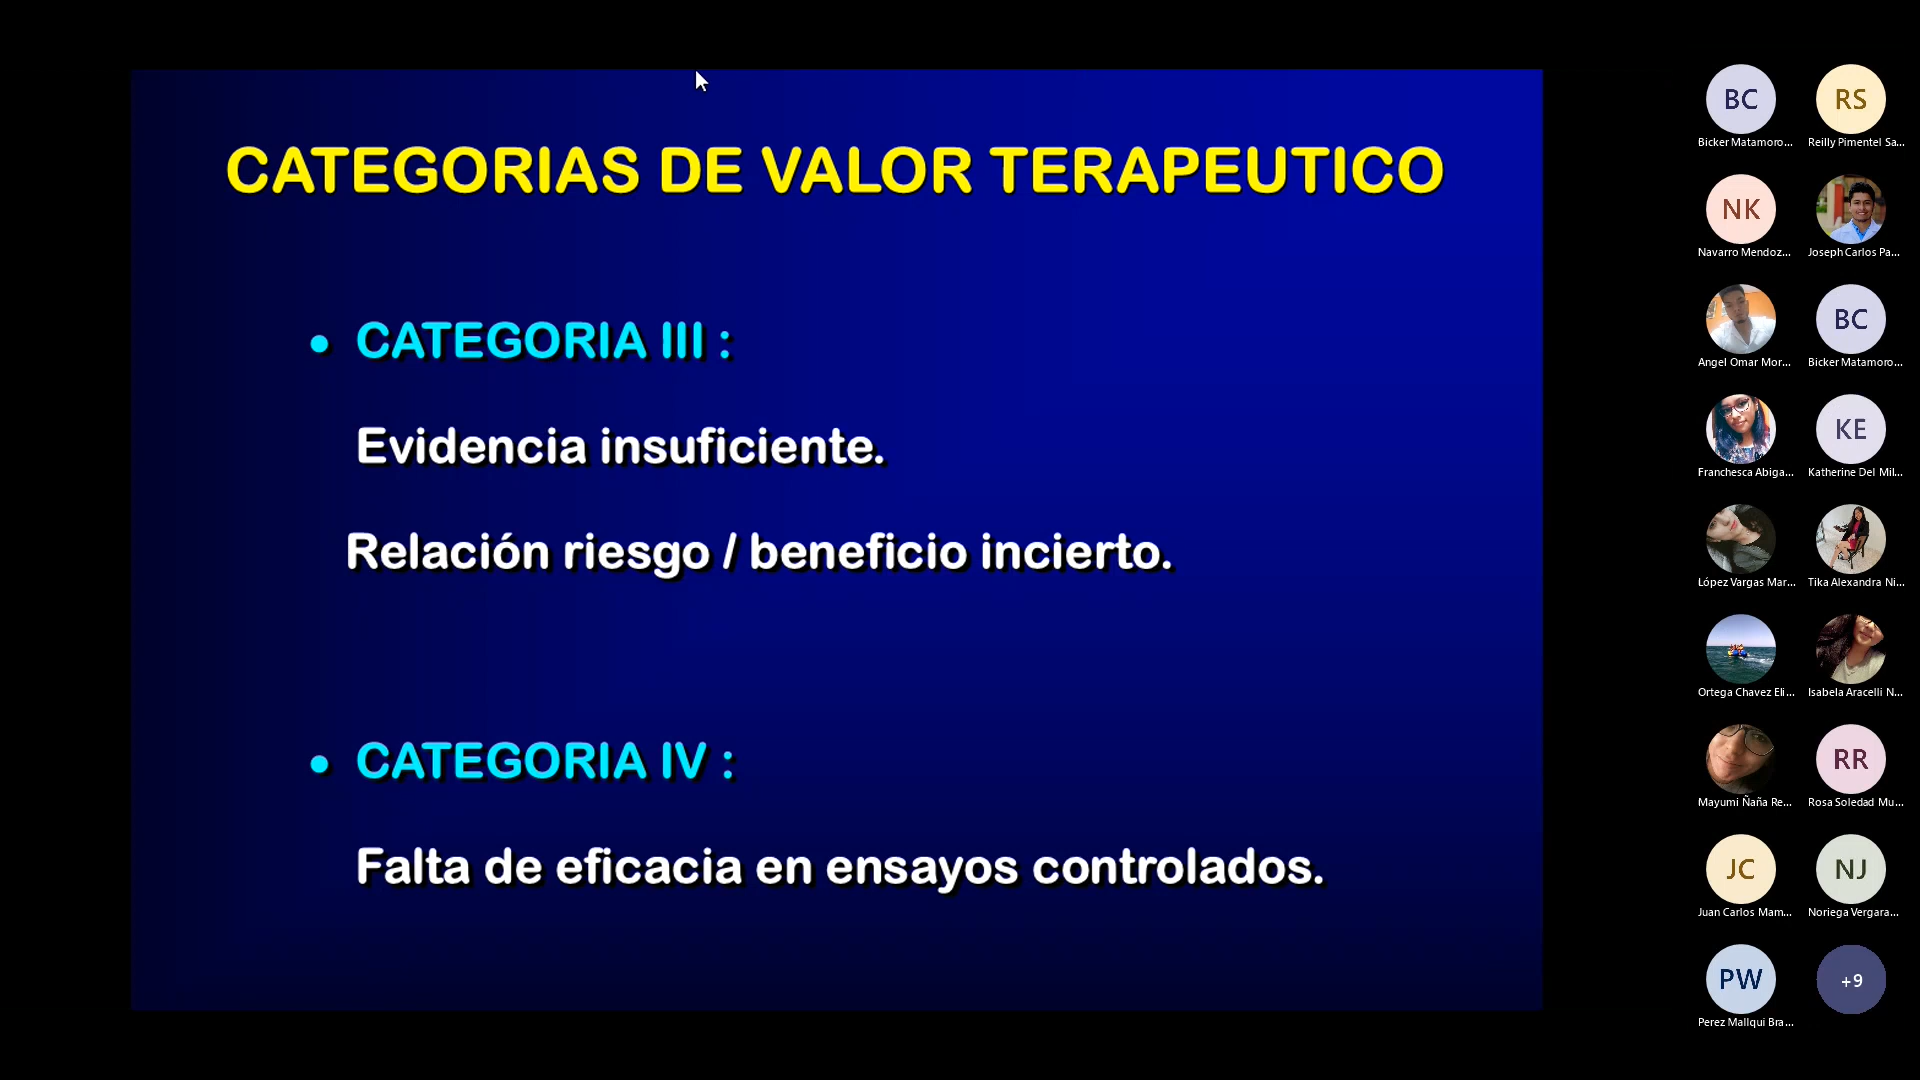 CATEGORIAS DE VALOR TERAPEUTICO
• CATEGORIA III :
Evidencia insuficiente.
Relación riesgo / beneficio incierto.
• CATEGORIA IV :
Falta de eficacia en ensayos controlados.
BC
RS
Bicker Matamoro...
Reilly Pimentel Sa...
NK
Navarro Mendoz...
Joseph Carlos Pa...
BC
Angel Omar Mor...
Bicker Matamoro...
KE
Franchesca Abiga...
Katherine Del Mil...
López Vargas Mar...
Tika Alexandra Ni...
Ortega Chavez Eli...
Isabela Aracelli N...
RR
Mayumi Ñaña Re...
Rosa Soledad Mu...
JC
NJ
Juan Carlos Mam...
Noriega Vergara...
PW
+9
Perez Mallqui Bra...